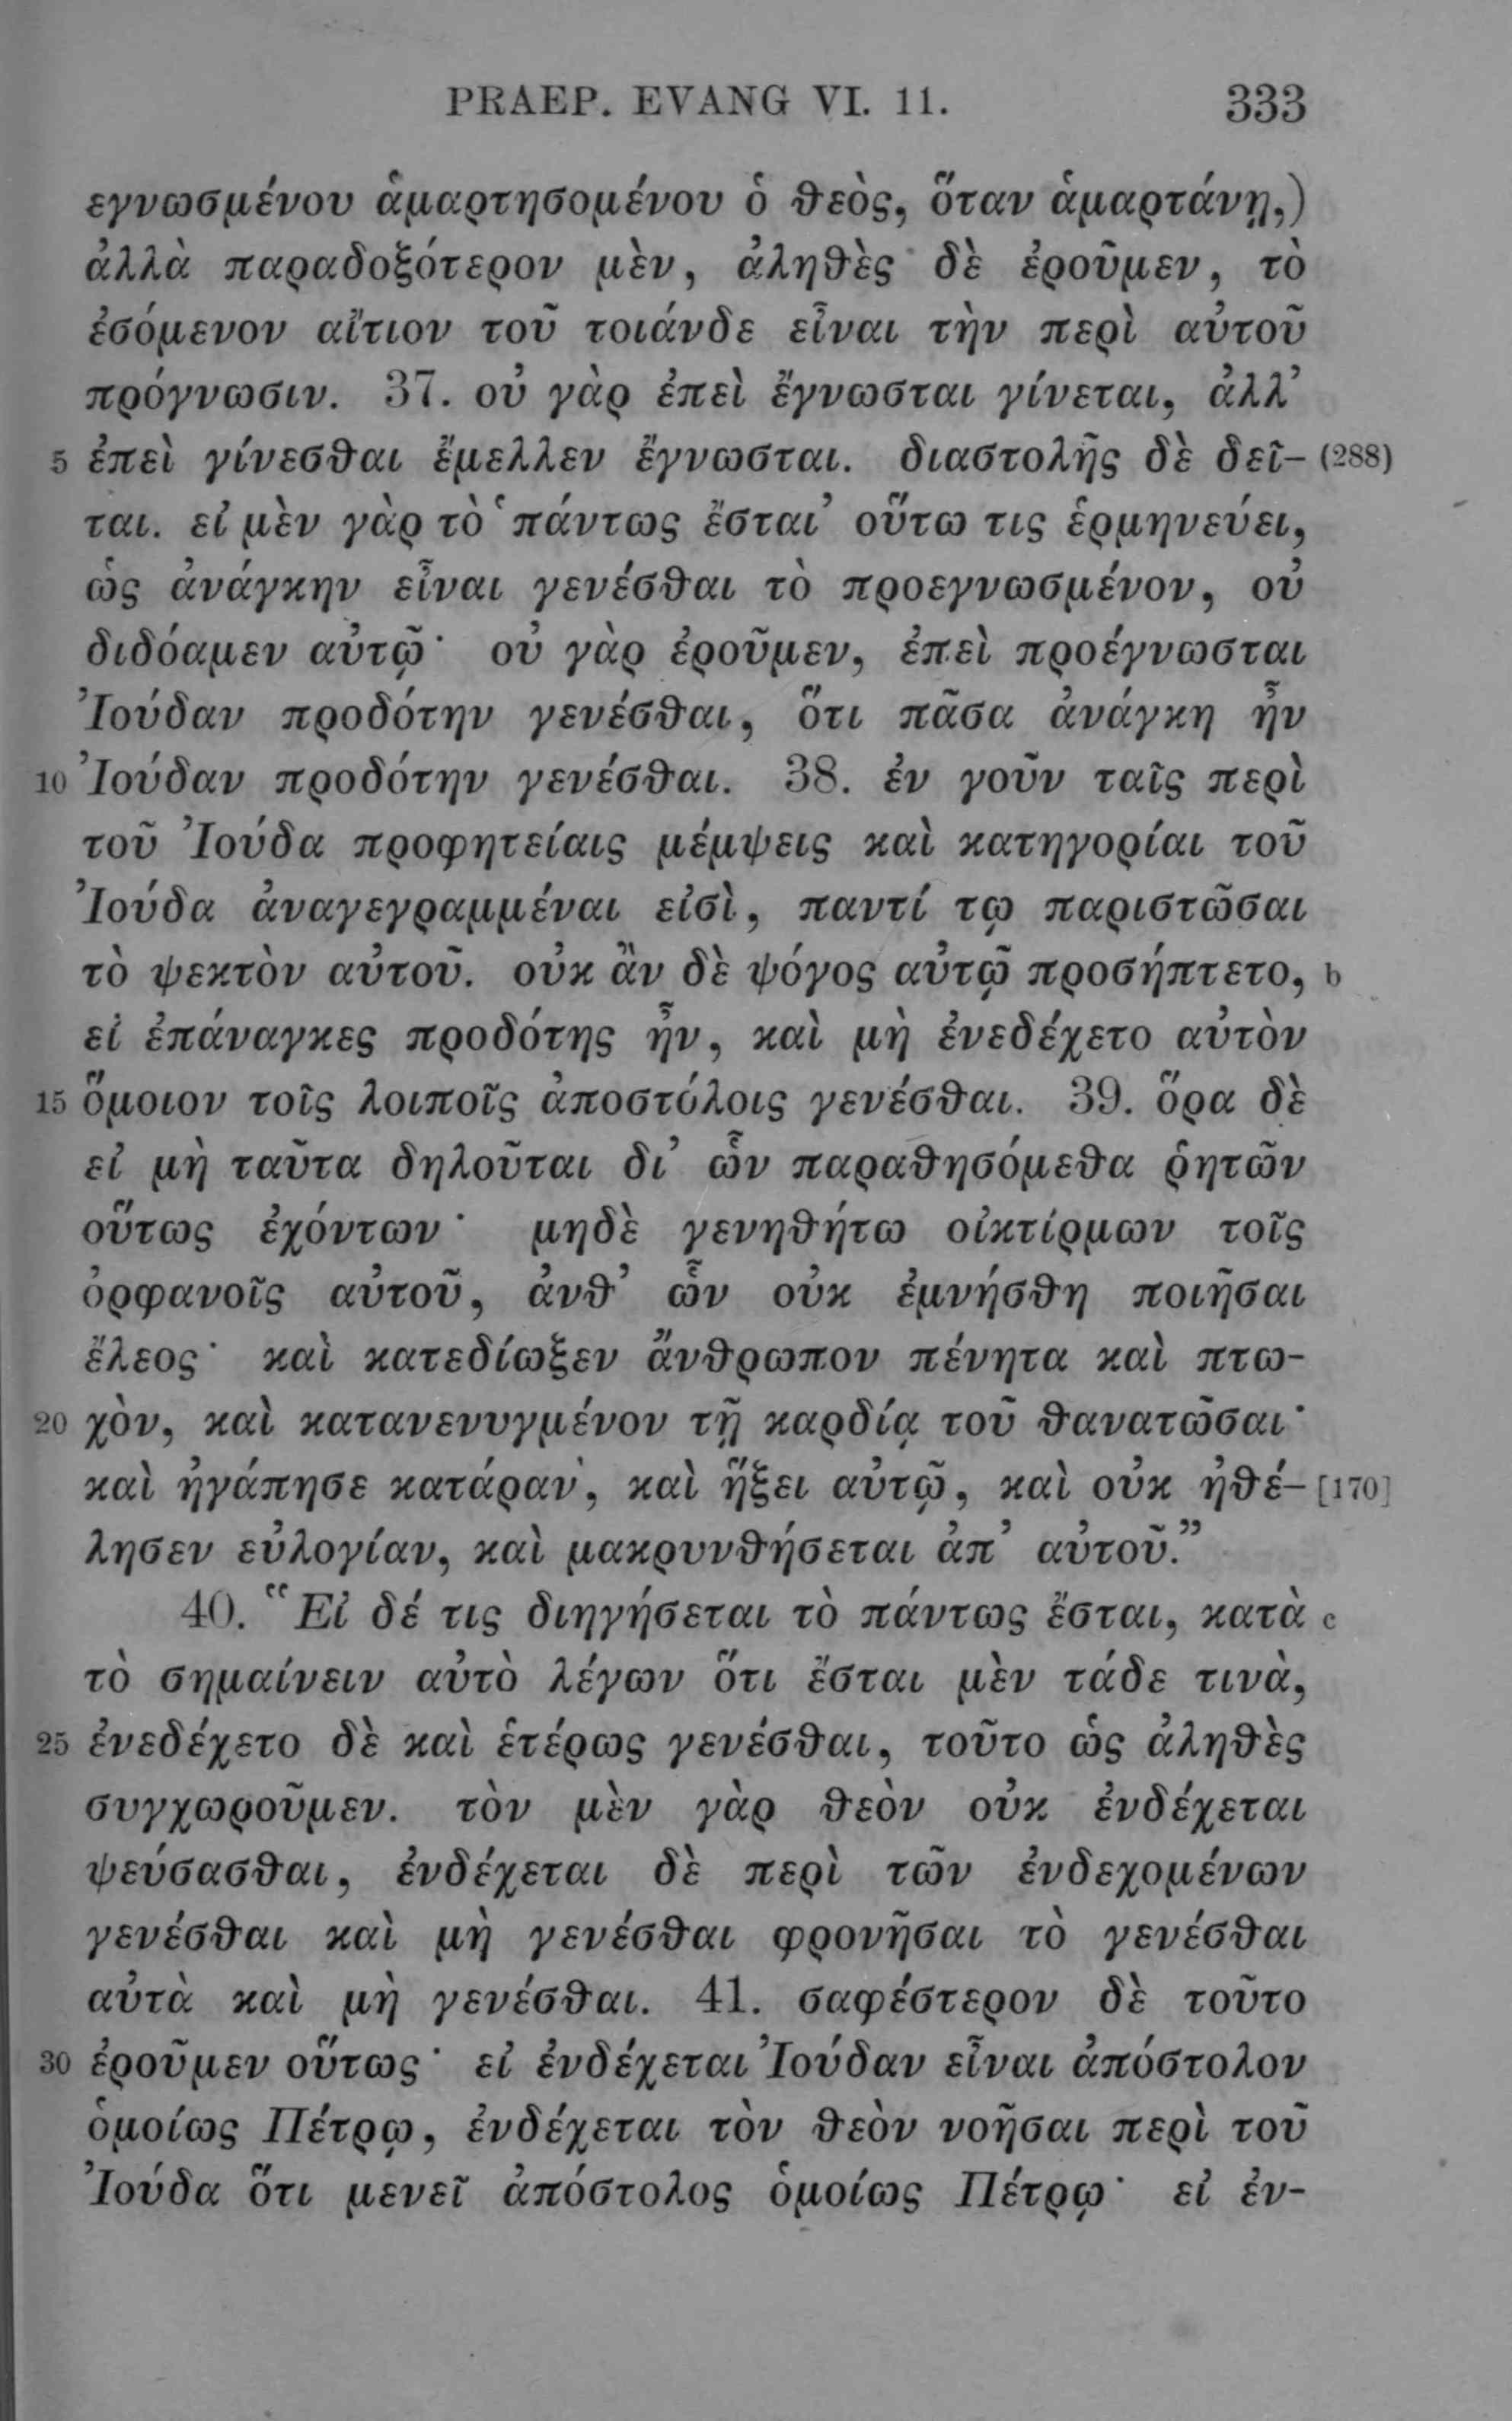 PRAEP. EVANG VI. 11. 333
εγνωσμένου ἁμαρτησομένου ὁ θεὸς, ὅταν ἁμαρτάνῃ,)
ἀλλὰ παραδοξότερον μὲν, ἀληθὲς δὲ ἐροῦμεν, τὸ
ἐσόμενον αἴτιον τοῦ τοιάνδε εἶναι τὴν περὶ αὐτοῦ
πρόγνωσιν. 37. οὐ γὰρ ἐπεὶ ἔγνωσται γίνεται, ἀλλ’
5 ἐπεὶ γίνεσθαι ἔμελλεν ἔγνωσται. διαστολῆς δὲ δεῖ- (288)
ται. εἰ μὲν γὰρ τὸ ‘πάντως ἔσται’ οὕτω τις ἑρμηνεύει,
ὡς ἀνάγκην εἶναι γενέσθαι τὸ προεγνωσμένον, οὐ
διδόαμεν αὐτῷ· οὐ γὰρ ἐροῦμεν, ἐπεὶ προέγνωσται
Ἰούδαν προδότην γενέσθαι, ὅτι πᾶσα ἀνάγκη ἦν
10 Ἰούδαν προδότην γενέσθαι. 38. ἐν γοῦν ταῖς περὶ
τοῦ Ἰούδα προφητείαις μέμψεις καὶ κατηγορίαι τοῦ
Ἰούδα ἀναγεγραμμέναι εἰσὶ, παντί τῳ παριστῶσαι
τὸ ψεκτὸν αὐτοῦ. οὐκ ἂν δὲ ψόγος αὐτῷ προσήπτετο, b
εἰ ἐπάναγκες προδότης ἦν, καὶ μὴ ἐνεδέχετο αὐτὸν
15 ὅμοιον τοῖς λοιποῖς ἀποστόλοις γενέσθαι. 39. ὅρα δὲ
εἰ μὴ ταῦτα δηλοῦται δι’ ὧν παραθησόμεθα ῥητῶν
οὕτως ἐχόντων· μηδὲ γενηθήτω οἰκτίρμων τοῖς
ὀρφανοῖς αὐτοῦ, ἀνθ’ ὧν οὐκ ἐμνήσθη ποιῆσαι
ἔλεος· καὶ κατεδίωξεν ἄνθρωπον πένητα καὶ πτω-
20 χὸν, καὶ κατανενυγμένον τῇ καρδίᾳ τοῦ θανατῶσαι·
καὶ ἠγάπησε κατάραν, καὶ ἥξει αὐτῷ, καὶ οὐκ ἠθέ- [170]
λησεν εὐλογίαν, καὶ μακρυνθήσεται ἀπ’ αὐτοῦ.”
40. “Εἰ δέ τις διηγήσεται τὸ πάντως ἔσται, κατὰ c
τὸ σημαίνειν αὐτὸ λέγων ὅτι ἔσται μὲν τάδε τινὰ,
25 ἐνεδέχετο δὲ καὶ ἑτέρως γενέσθαι, τοῦτο ὡς ἀληθὲς
συγχωροῦμεν. τὸν μὲν γὰρ θεὸν οὐκ ἐνδέχεται
ψεύσασθαι, ἐνδέχεται δὲ περὶ τῶν ἐνδεχομένων
γενέσθαι καὶ μὴ γενέσθαι φρονῆσαι τὸ γενέσθαι
αὐτὰ καὶ μὴ γενέσθαι. 41. σαφέστερον δὲ τοῦτο
30 ἐροῦμεν οὕτως· εἰ ἐνδέχεται Ἰούδαν εἶναι ἀπόστολον
ὁμοίως Πέτρῳ, ἐνδέχεται τὸν θεὸν νοῆσαι περὶ τοῦ
Ἰούδα ὅτι μενεῖ ἀπόστολος ὁμοίως Πέτρῳ· εἰ ἐν-